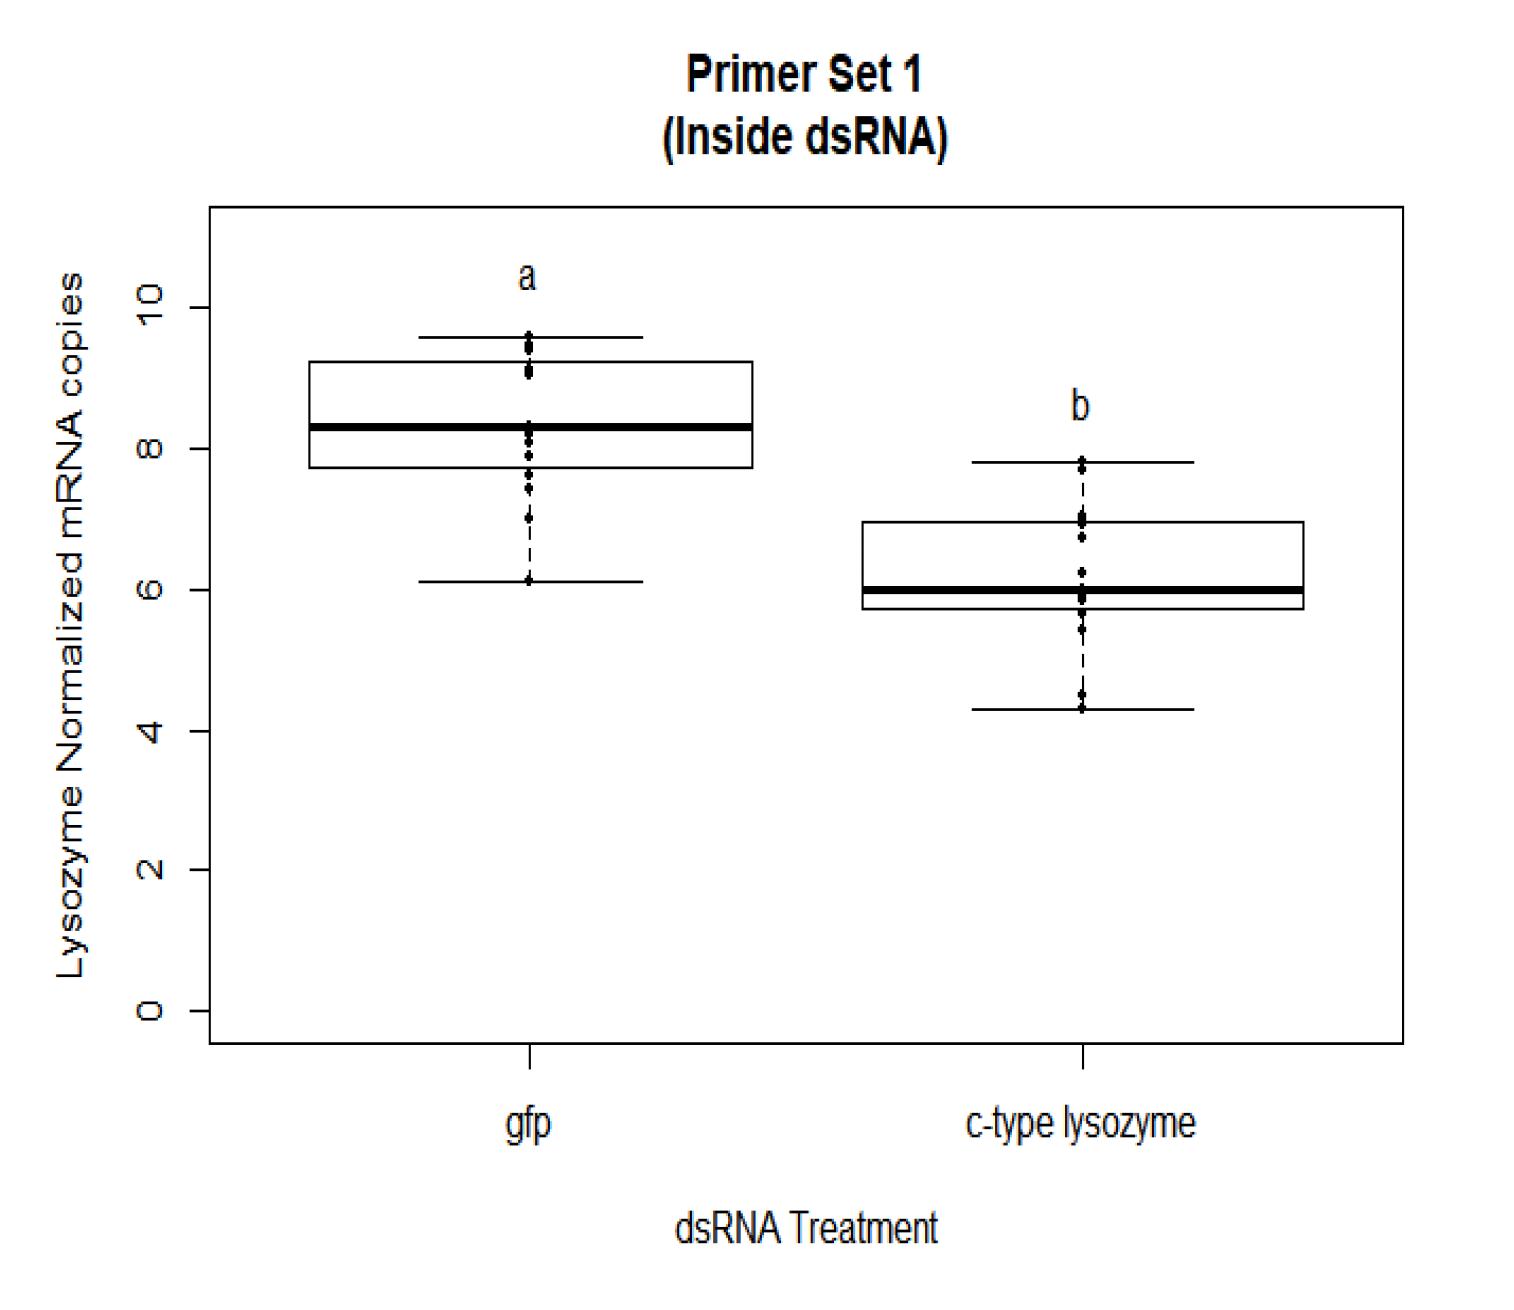 Primer Set 1
(Inside dsRNA)
Lysozyme Normalized mRNA copies
10
8
6
4
2
0
a
b
gfp
c-type lysozyme
dsRNA Treatment